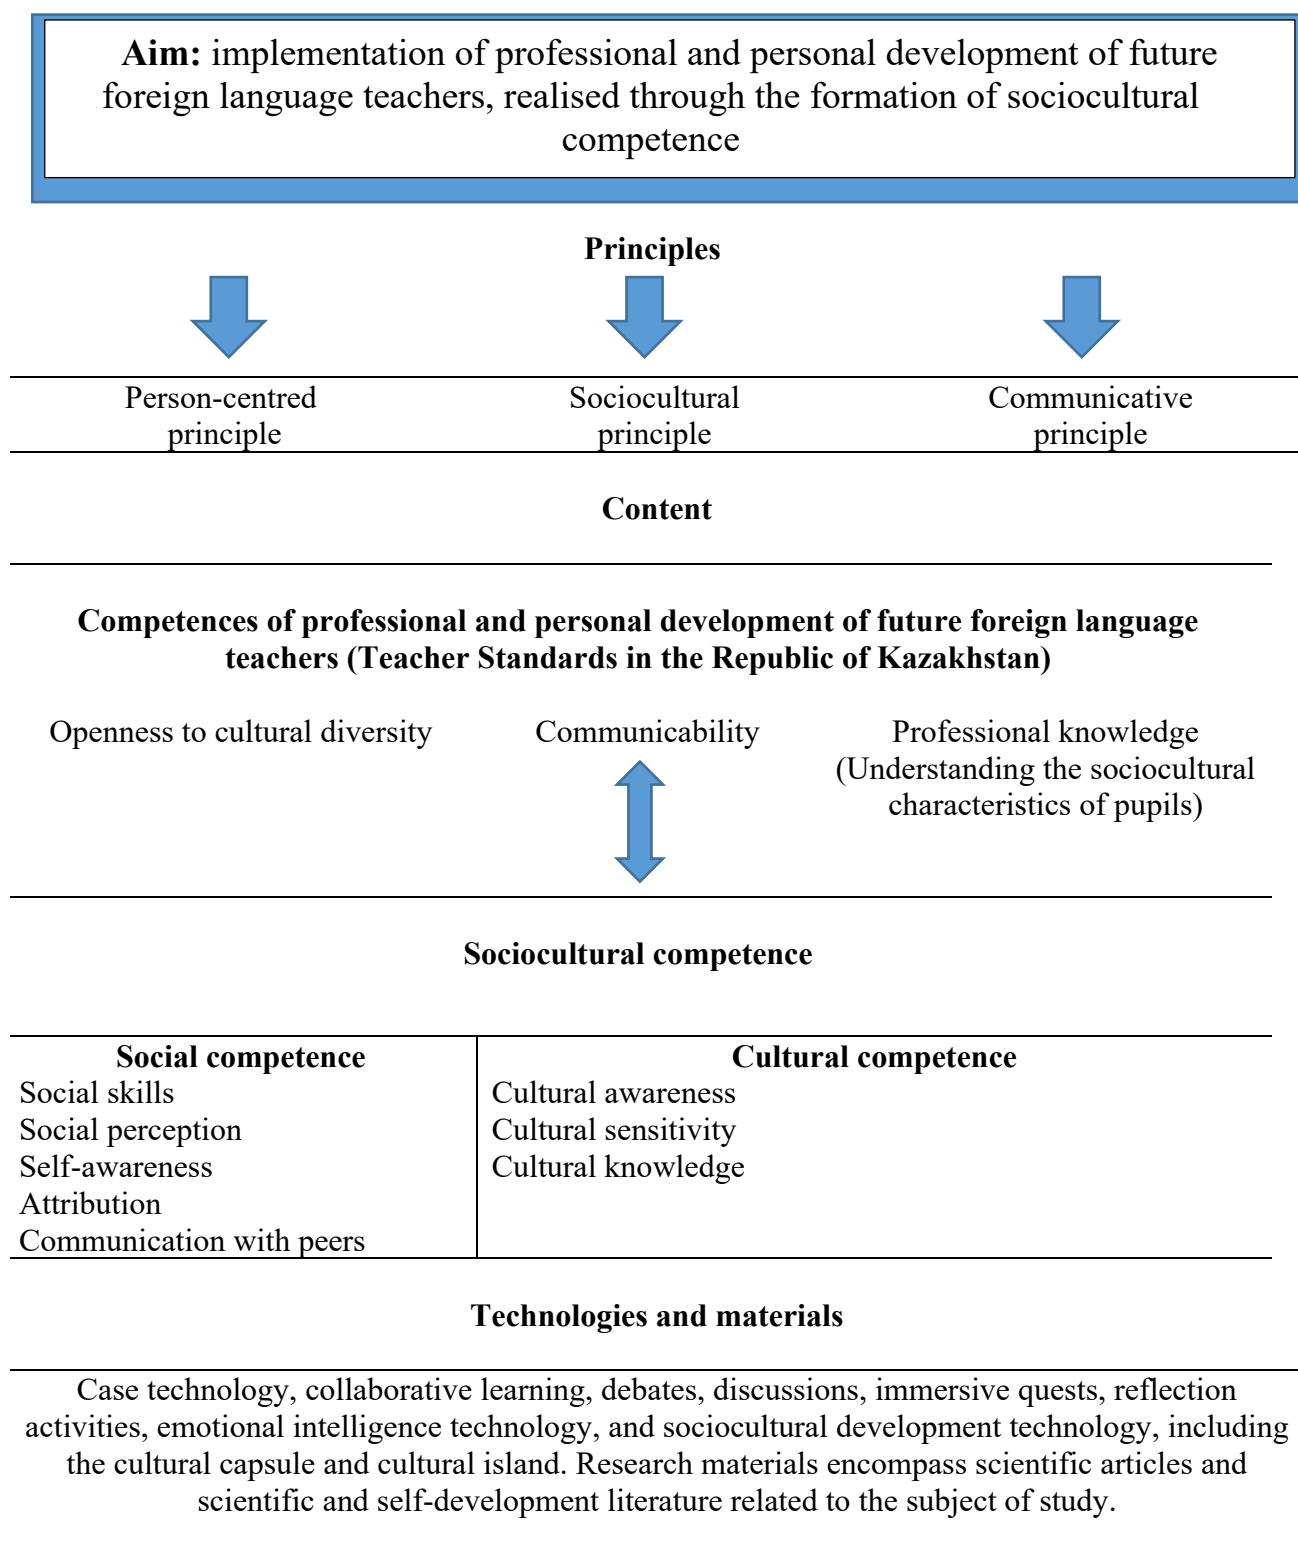 Aim: implementation of professional and personal development of future
foreign language teachers, realised through the formation of sociocultural
competence
Principles
Person-centred
principle
Sociocultural
principle
Communicative
principle
Content
Competences of professional and personal development of future foreign language
teachers (Teacher Standards in the Republic of Kazakhstan)
Openness to cultural diversity
Communicability
Professional knowledge
(Understanding the sociocultural
characteristics of pupils)
Sociocultural competence
Social competence
Social skills
Social perception
Self-awareness
Attribution
Communication with peers
Cultural competence
Cultural awareness
Cultural sensitivity
Cultural knowledge
Technologies and materials
Case technology, collaborative learning, debates, discussions, immersive quests, reflection
activities, emotional intelligence technology, and sociocultural development technology, including
the cultural capsule and cultural island. Research materials encompass scientific articles and
scientific and self-development literature related to the subject of study.